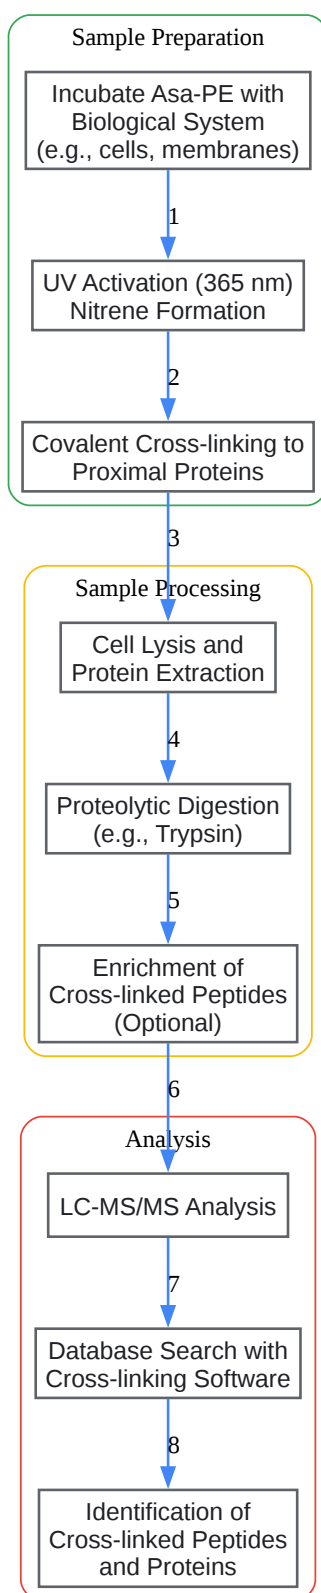 Sample Preparation
Incubate Asa-PE with
Biological System
(e.g., cells, membranes)
1
UV Activation (365 nm)
Nitrene Formation
2
Covalent Cross-linking to
Proximal Proteins
3
Sample Processing
Cell Lysis and
Protein Extraction
4
Proteolytic Digestion
(e.g., Trypsin)
5
Enrichment of
Cross-linked Peptides
(Optional)
6
Analysis
LC-MS/MS Analysis
7
Database Search with
Cross-linking Software
8
Identification of
Cross-linked Peptides
and Proteins